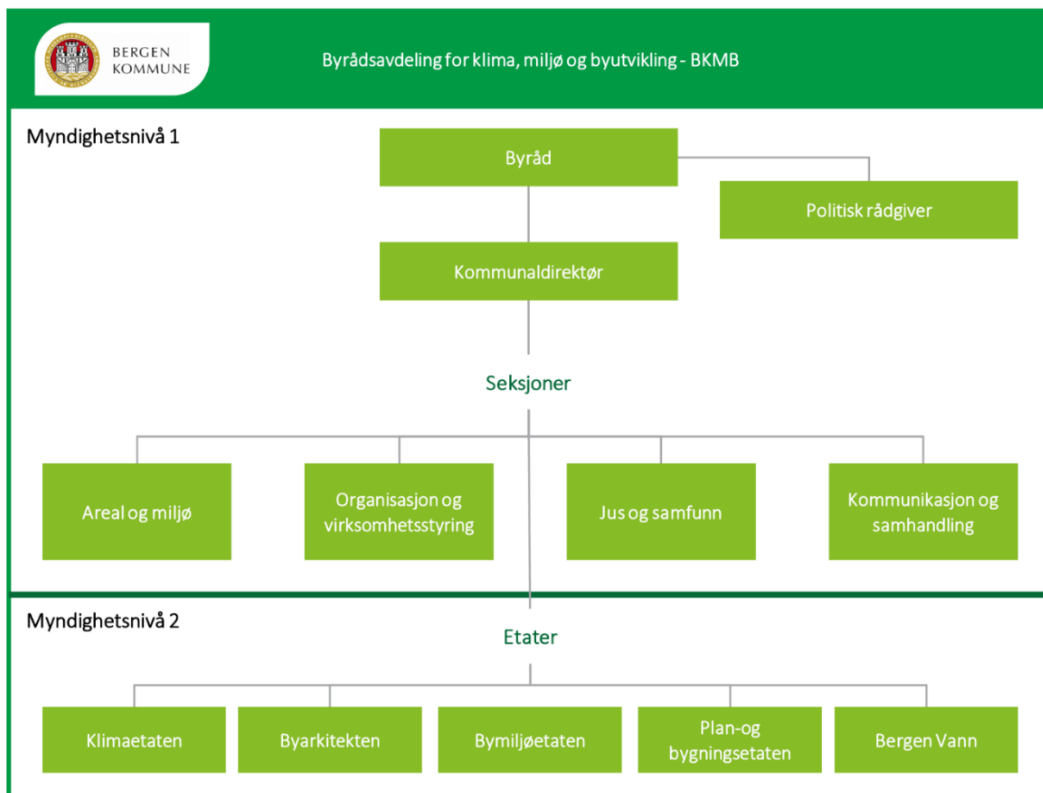 BERGEN
KOMMUNE
Byrådsavdeling for klima, miljø og byutvikling - BKMB
Myndighetsnivå 1
Byråd
Politisk rådgiver
Kommunaldirektør
Seksjoner
Areal og miljø
Organisasjon og
virksomhetsstyring
Jus og samfunn
Kommunikasjon og
samhandling
Myndighetsnivå 2
Etater
Klimaetaten
Byarkitekten
Bymiljøetaten
Plan-og
bygningsetaten
Bergen Vann